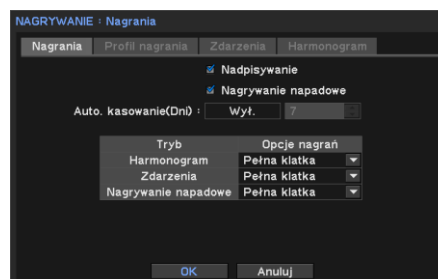 NAGRYWANIE : Nagrania
Nagrania Profil nagrania Zdarzenia Harmonogram
Nadpisywanie
Nagrywanie napadowe
Auto. kasowanie(Dni) : Wył. 7
Tryb Opcje nagrań
Harmonogram Pełna klatka
Zdarzenia Pełna klatka
Nagrywanie napadowe Pełna klatka
OK Anuluj